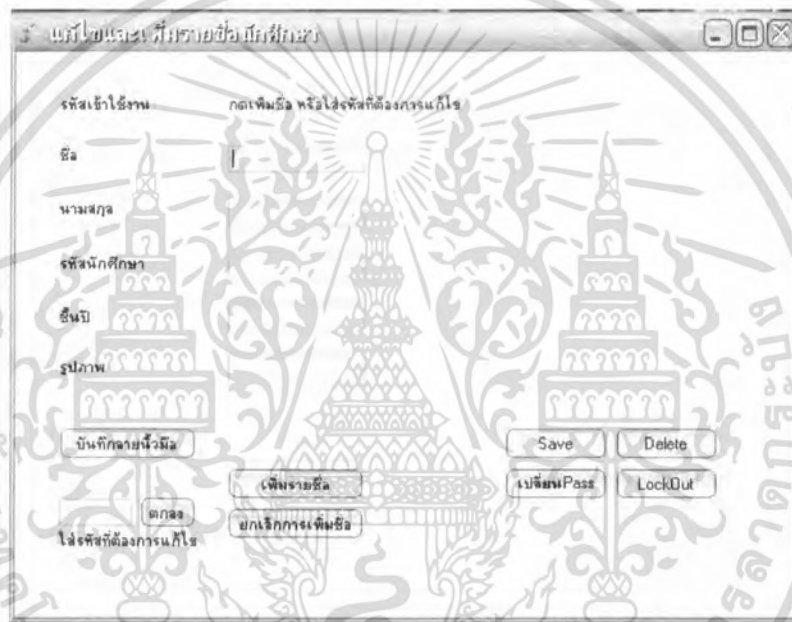 แก้ไขและเพิ่มรายชื่อนักศึกษา
รหัสเข้าใช้งาน กดเพิ่มชื่อ หรือใส่รหัสที่ต้องการแก้ไข
ชื่อ
นามสกุล
รหัสนักศึกษา
ชั้นปี
รูปภาพ
บันทึกลายนิ้วมือ Save Delete
เพิ่มรายชื่อ เปลี่ยนPass LockOut
ตกลง ยกเลิกการเพิ่มชื่อ
ใส่รหัสที่ต้องการแก้ไข